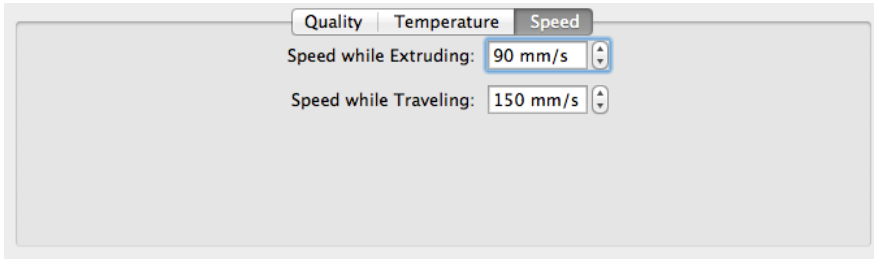 Quality Temperature Speed
Speed while Extruding: 90 mm/s
Speed while Traveling: 150 mm/s